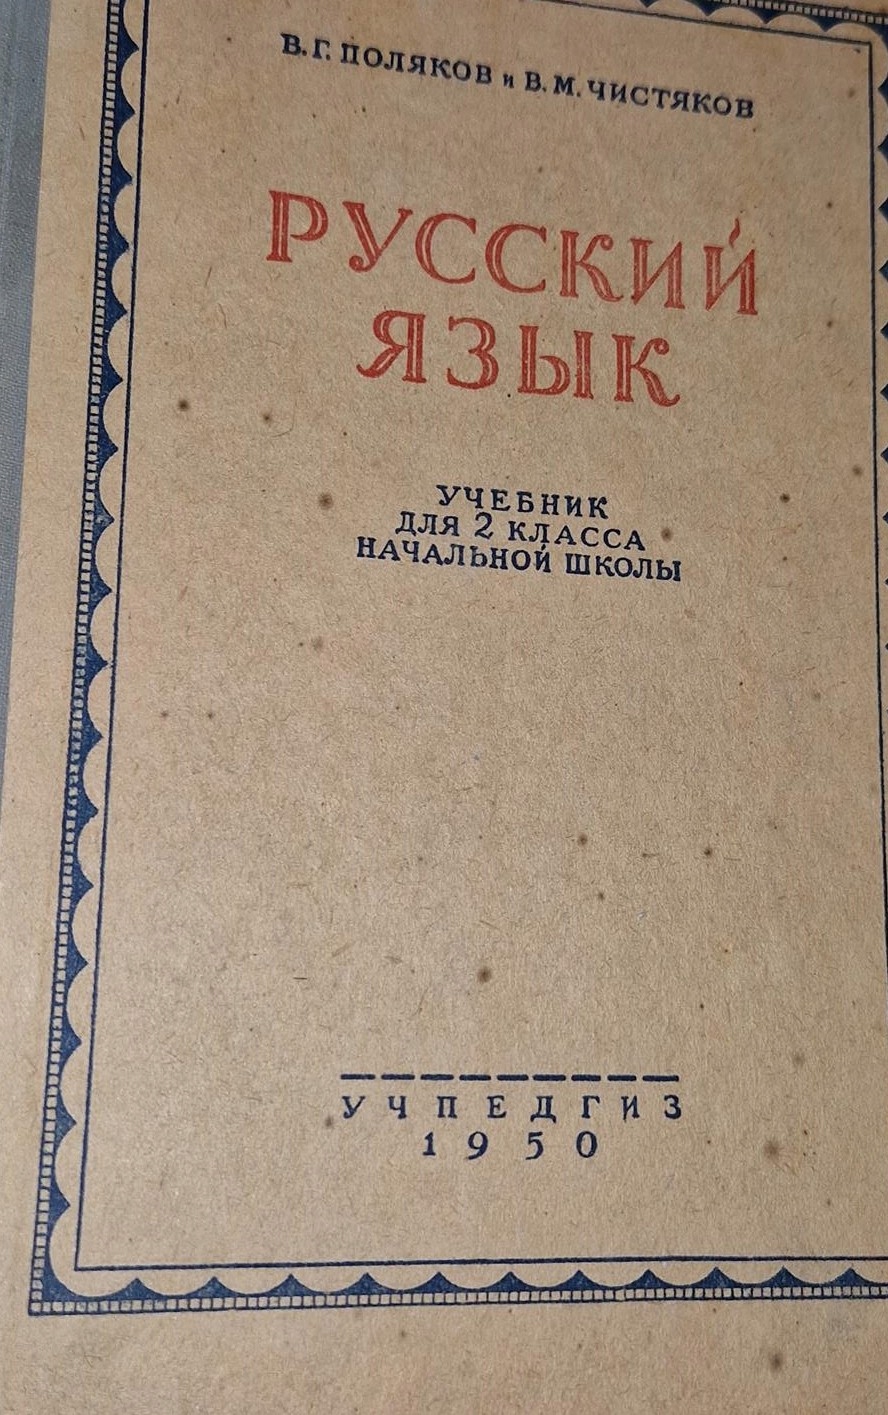 В. Г. ПОЛЯКОВ и В. М. ЧИСТЯКОВ
РУССКИЙ
ЯЗЫК
УЧЕБНИК
ДЛЯ 2 КЛАССА
НАЧАЛЬНОЙ ШКОЛЫ
УЧПЕДГИЗ
1950